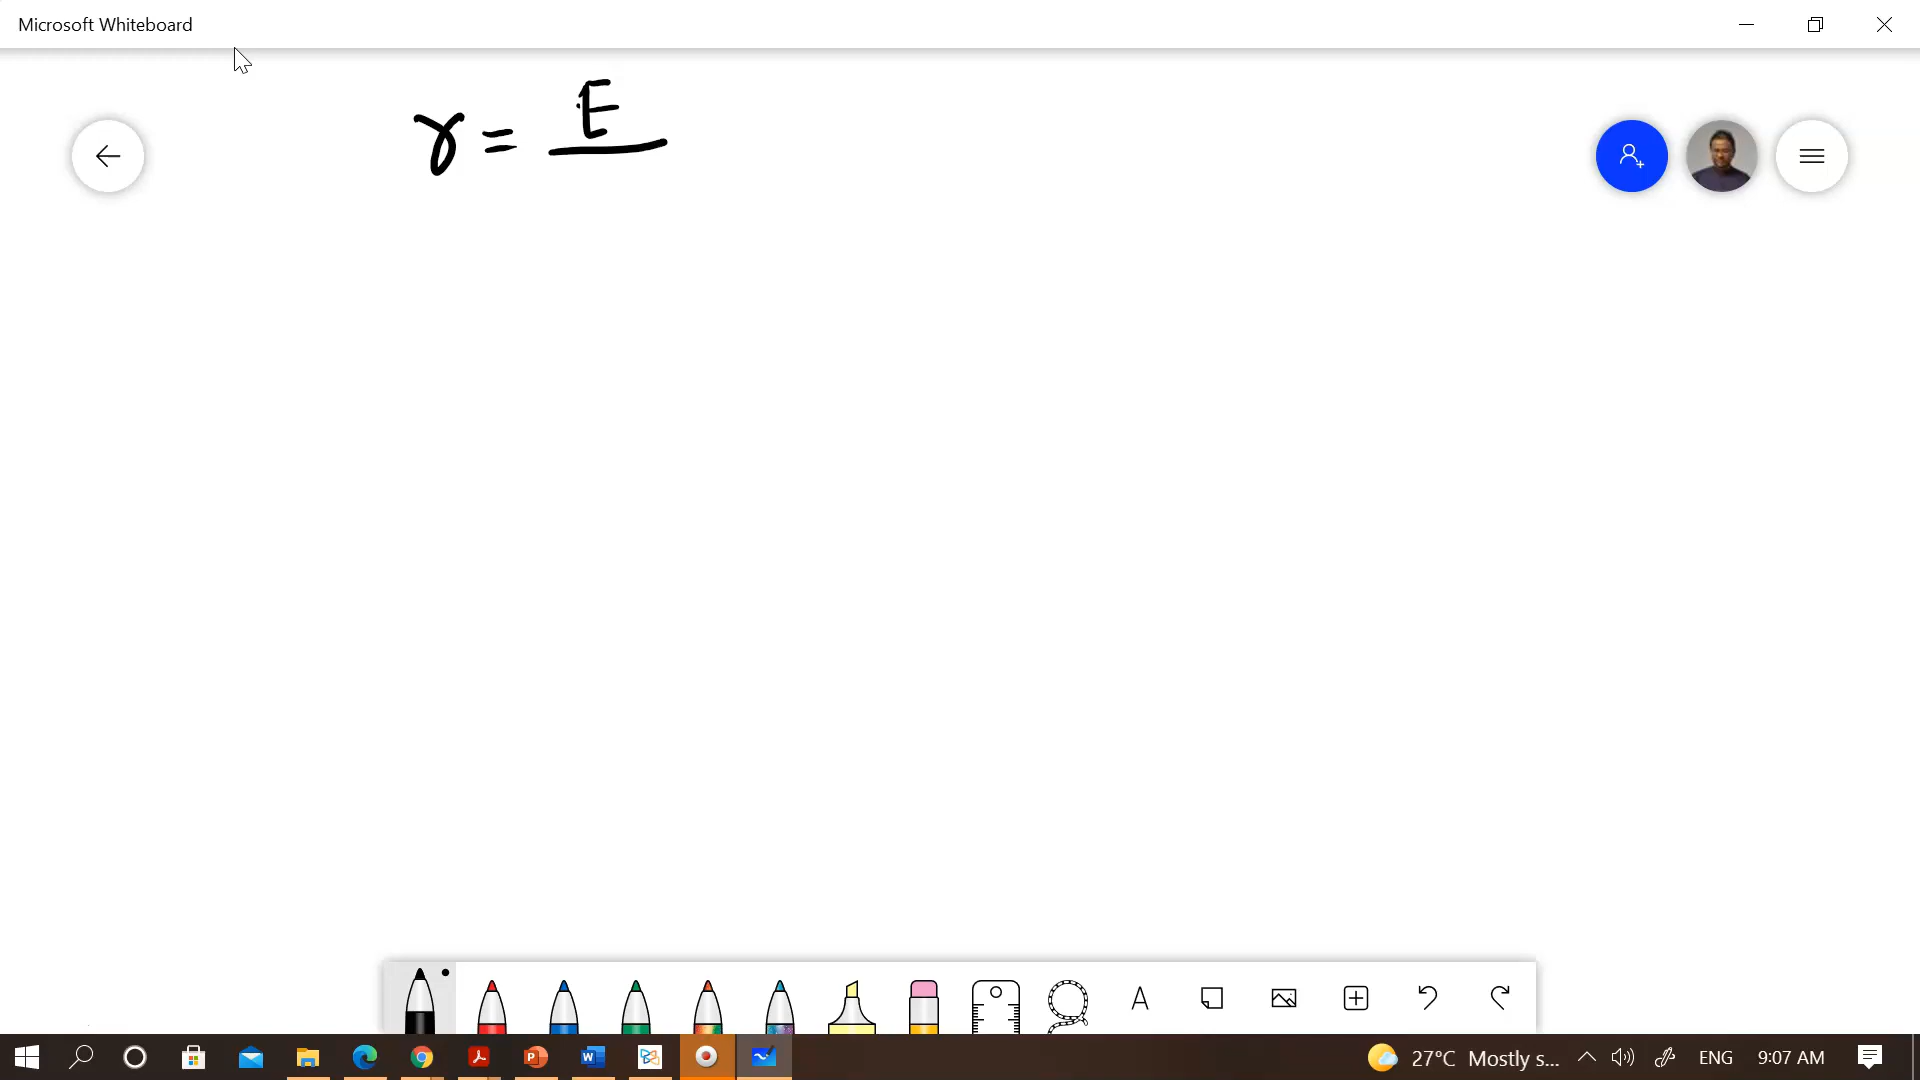 Microsoft Whiteboard
γ = E
A
27°C Mostly s... ENG 9:07 AM